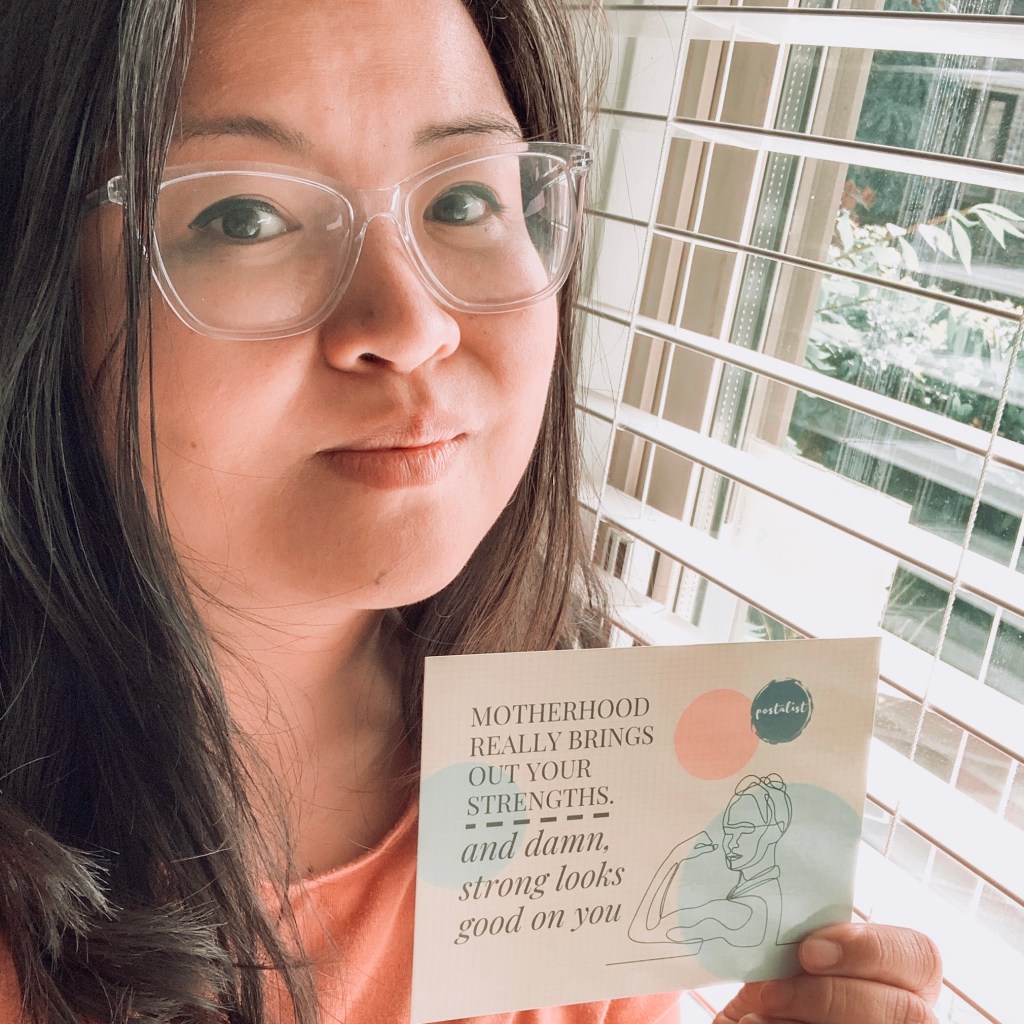 MOTHERHOOD
REALLY BRINGS
OUT YOUR
STRENGTHS.
and damn,
strong looks
good on you
postalist